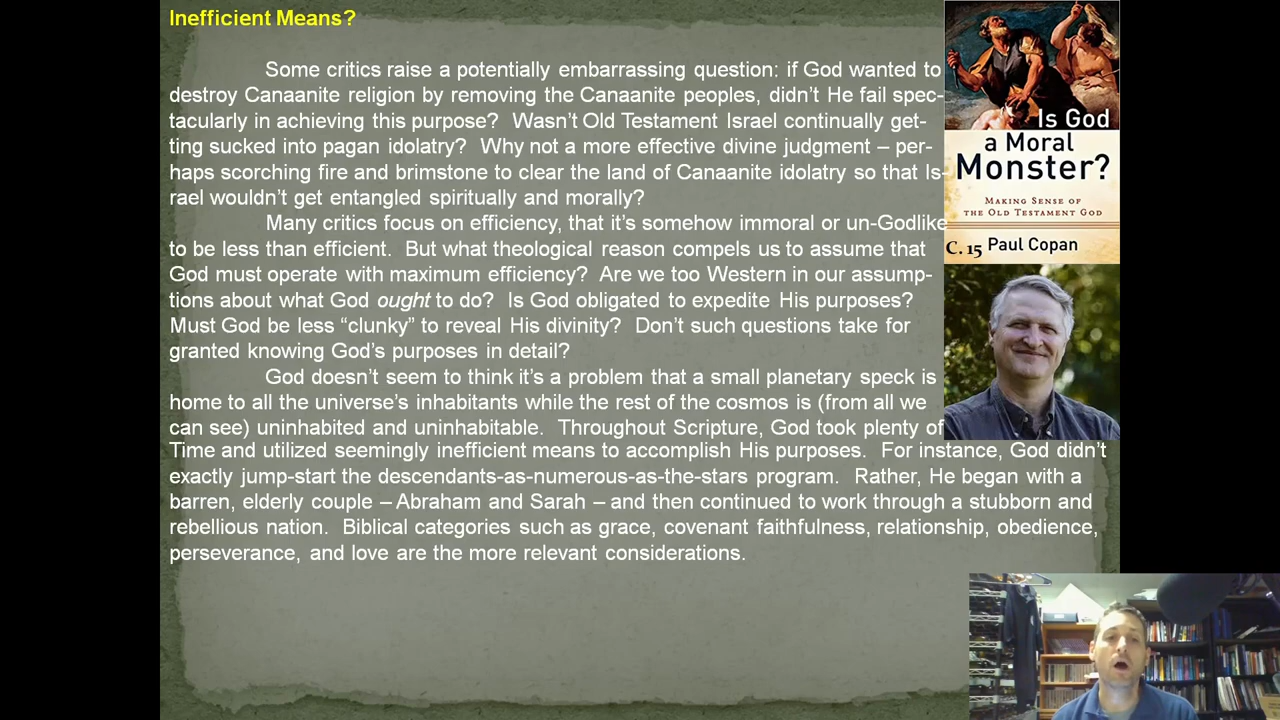 Inefficient Means?
Some critics raise a potentially embarrassing question: if God wanted to
destroy Canaanite religion by removing the Canaanite peoples, didn't He fail spec-
tacularly in achieving this purpose?  Wasn't Old Testament Israel continually get-
ting sucked into pagan idolatry?  Why not a more effective divine judgment – per-
haps scorching fire and brimstone to clear the land of Canaanite idolatry so that Is-
rael wouldn't get entangled spiritually and morally?
Many critics focus on efficiency, that it's somehow immoral or un-Godlike
to be less than efficient.  But what theological reason compels us to assume that
God must operate with maximum efficiency?  Are we too Western in our assump-
tions about what God ought to do?  Is God obligated to expedite His purposes?
Must God be less “clunky” to reveal His divinity?  Don't such questions take for
granted knowing God's purposes in detail?
God doesn't seem to think it's a problem that a small planetary speck is
home to all the universe's inhabitants while the rest of the cosmos is (from all we
can see) uninhabited and uninhabitable.  Throughout Scripture, God took plenty of
Time and utilized seemingly inefficient means to accomplish His purposes.  For instance, God didn't
exactly jump-start the descendants-as-numerous-as-the-stars program.  Rather, He began with a
barren, elderly couple – Abraham and Sarah – and then continued to work through a stubborn and
rebellious nation.  Biblical categories such as grace, covenant faithfulness, relationship, obedience,
perseverance, and love are the more relevant considerations.
Is God
a Moral
Monster?
MAKING SENSE OF
THE OLD TESTAMENT GOD
C. 15 Paul Copan